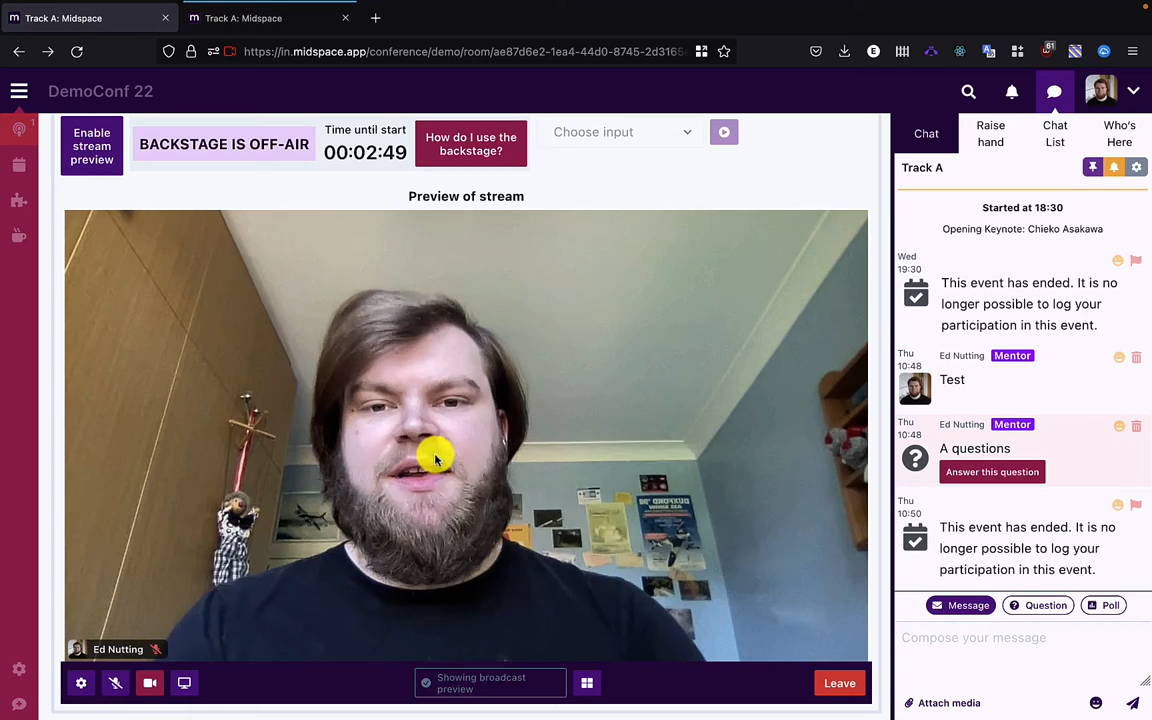 Track A: Midspace
Track A: Midspace
https://in.midspace.app/conference/demo/room/ae87d6e2-1ea4-44d0-8745-2d3165
61
DemoConf 22
1
Enable
stream
preview
BACKSTAGE IS OFF-AIR
Time until start
00:02:49
How do I use the
backstage?
Choose input
Preview of stream
Ed Nutting
Showing broadcast
preview
Leave
Chat
Raise
hand
Chat
List
Who's
Here
Track A
Started at 18:30
Opening Keynote: Chieko Asakawa
Wed
19:30
This event has ended. It is no
longer possible to log your
participation in this event.
Thu
10:48
Ed Nutting Mentor
Test
Thu
10:48
Ed Nutting Mentor
A questions
Answer this question
Thu
10:50
This event has ended. It is no
longer possible to log your
participation in this event.
Message
Question
Poll
Compose your message
Attach media